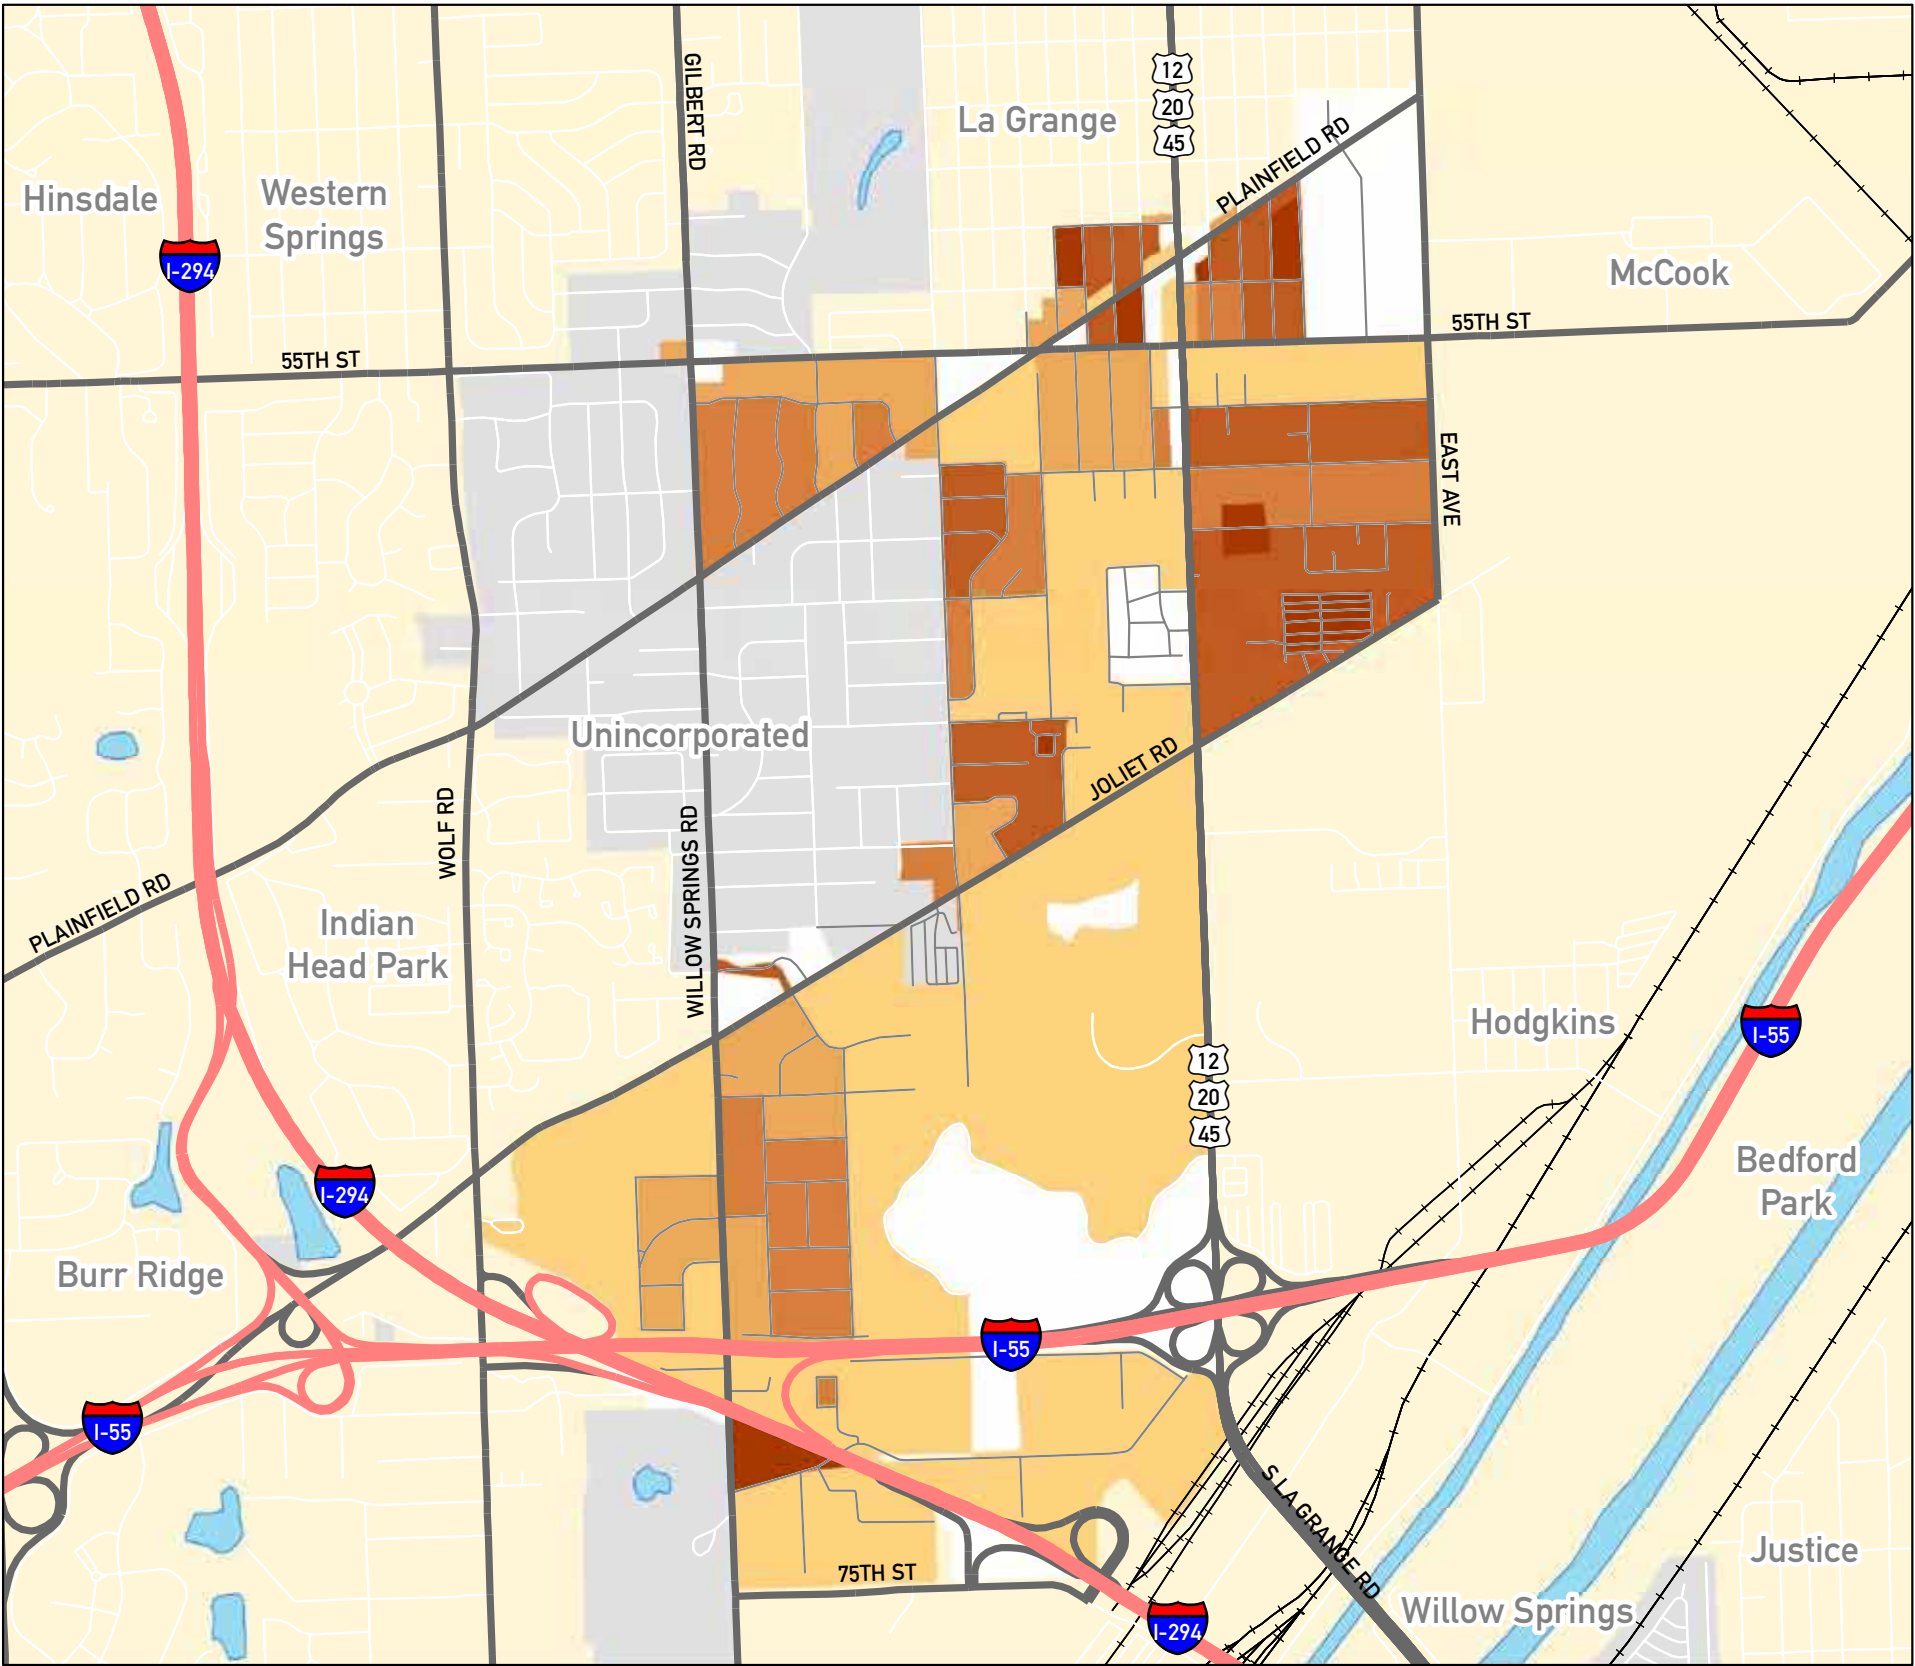 GILBERT RD
12
20
45
La Grange
PLAINFIELD RD
Hinsdale
Western
Springs
I-294
McCook
55TH ST
55TH ST
EAST AVE
Unincorporated
JOLIET RD
WOLF RD
WILLOW SPRINGS RD
PLAINFIELD RD
Indian
Head Park
Hodgkins
I-55
12
20
45
I-294
Bedford
Park
Burr Ridge
I-55
I-55
S LA GRANGE RD
75TH ST
Justice
Willow Springs
I-294